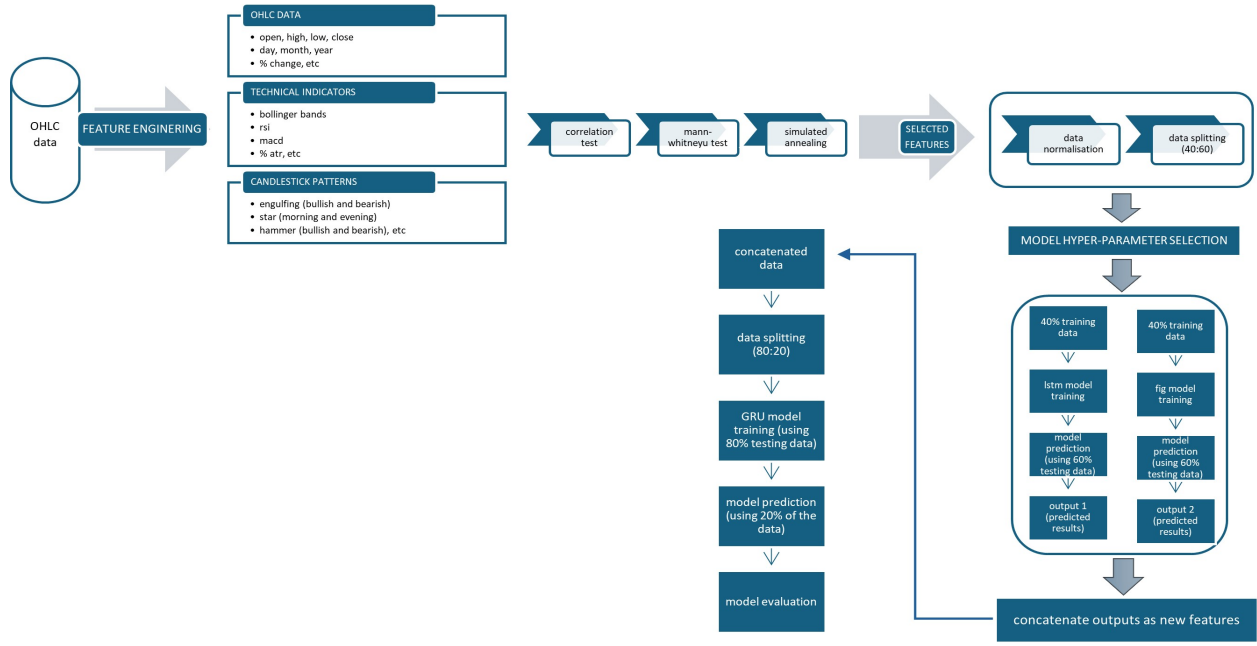 OHLC
data
FEATURE ENGINERING
OHLC DATA
• open, high, low, close
• day, month, year
• % change, etc
TECHNICAL INDICATORS
• bollinger bands
• rsi
• macd
• % atr, etc
CANDLESTICK PATTERNS
• engulfing (bullish and bearish)
• star (morning and evening)
• hammer (bullish and bearish), etc
correlation
test
mann-
whitneyu test
simulated
annealing
SELECTED
FEATURES
data
normalisation
data splitting
(40:60)
MODEL HYPER-PARAMETER SELECTION
40% training
data
lstm model
training
model
prediction
(using 60%
testing data)
output 1
(predicted
results)
40% training
data
fig model
training
model
prediction
(using 60%
testing data)
output 2
(predicted
results)
concatenate outputs as new features
concatenated
data
data splitting
(80:20)
GRU model
training (using
80% testing data)
model prediction
(using 20% of the
data)
model evaluation